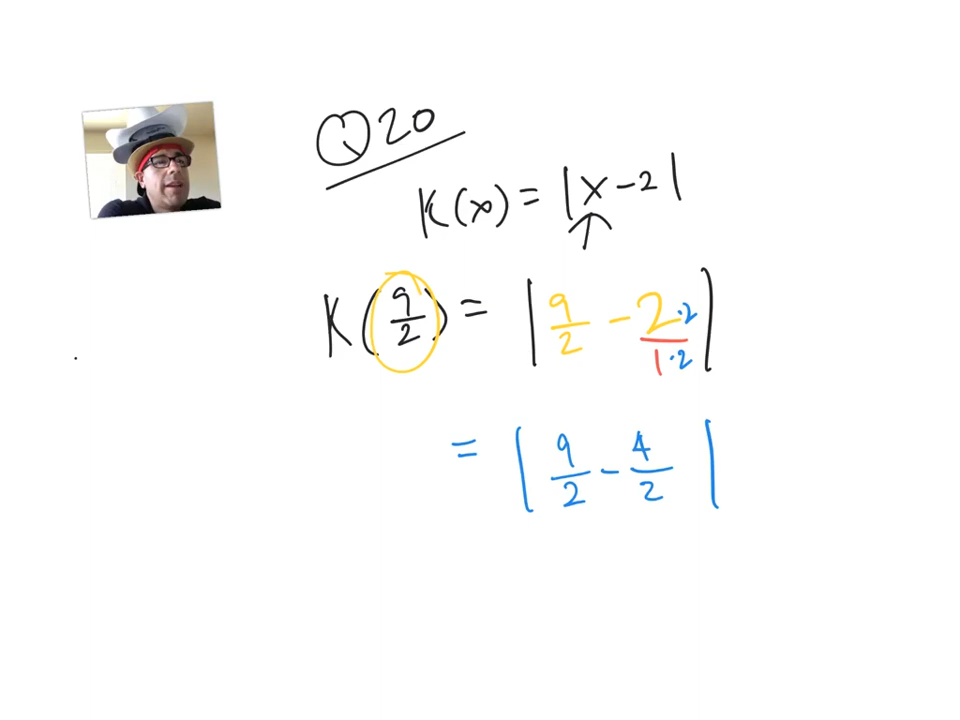 Q20
K(x) = |x - 2|
K(9/2) = |9/2 - 2·2/1·2|
= |9/2 - 4/2|